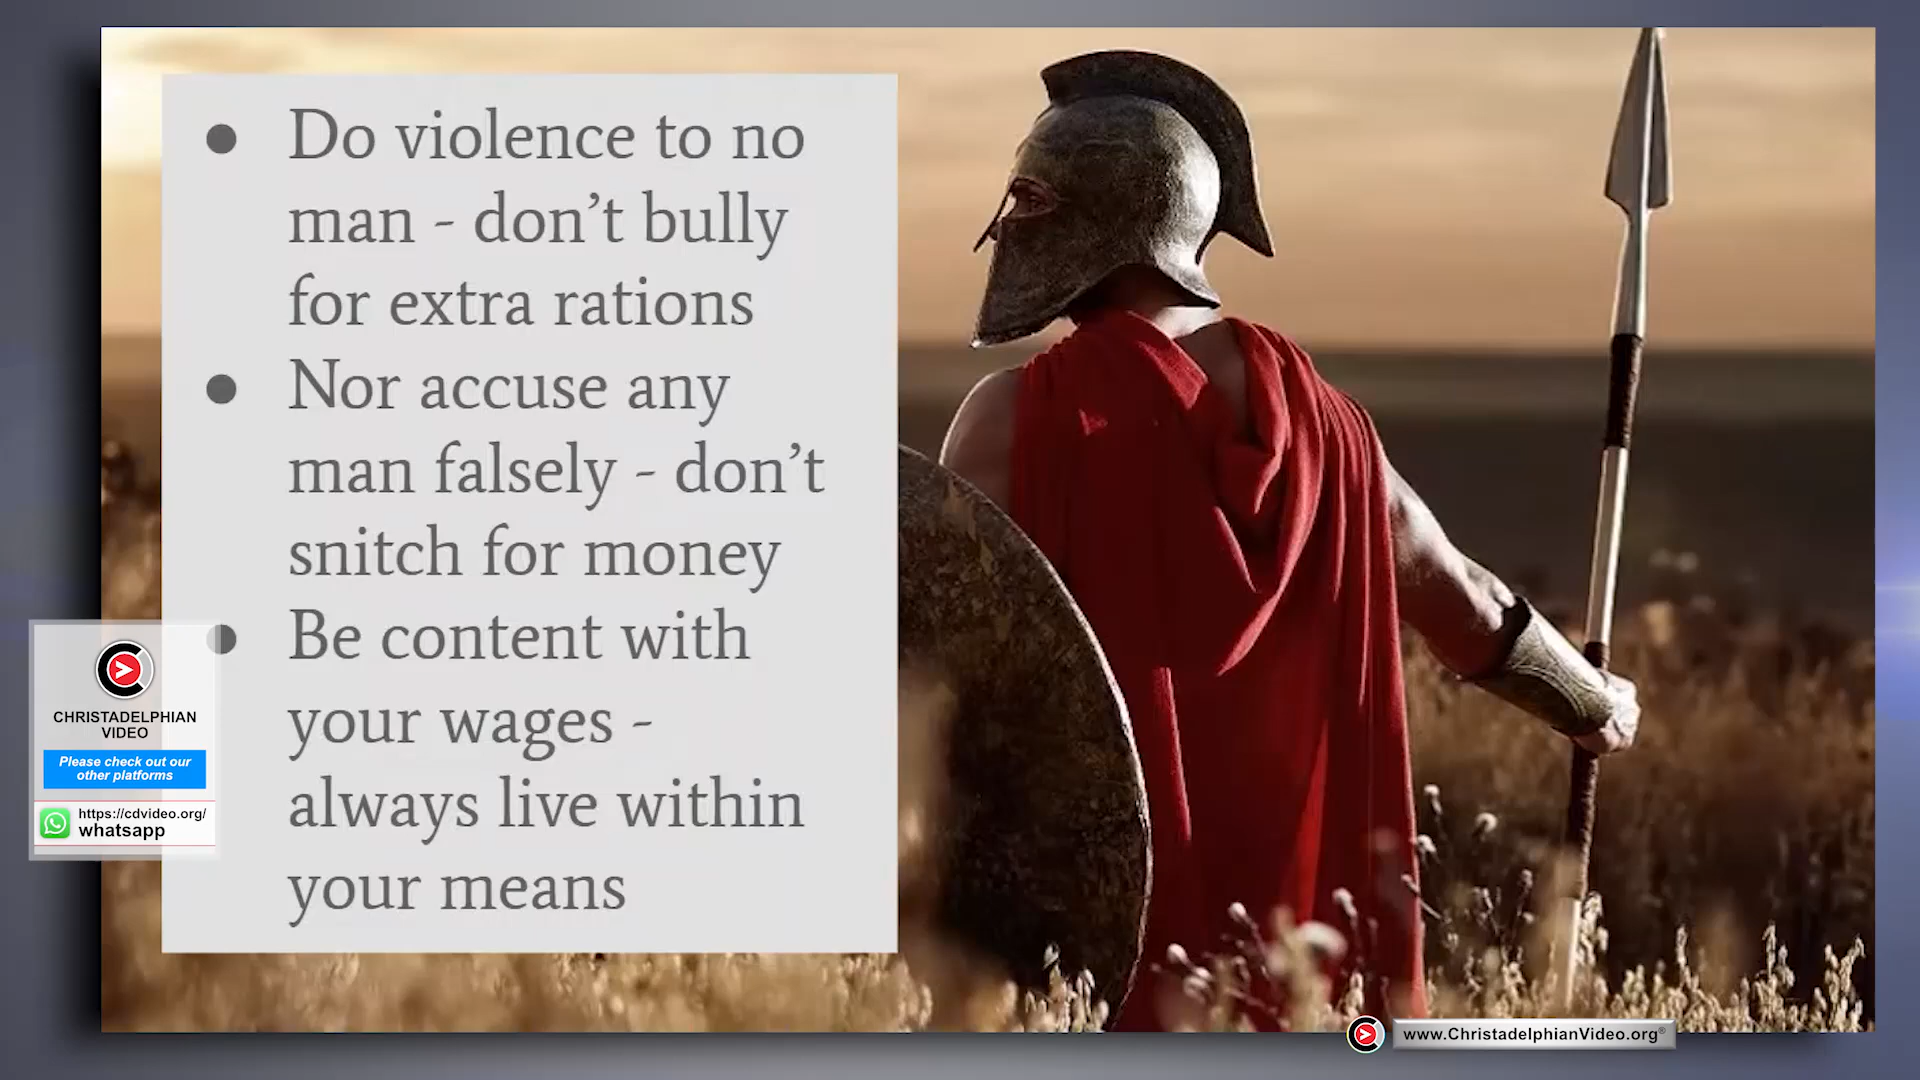 ● Do violence to no
man - don't bully
for extra rations
● Nor accuse any
man falsely - don't
snitch for money
● Be content with
your wages -
always live within
your means
CHRISTADELPHIAN
VIDEO
Please check out our
other platforms
https://cdvideo.org/
whatsapp
www.ChristadelphianVideo.org®